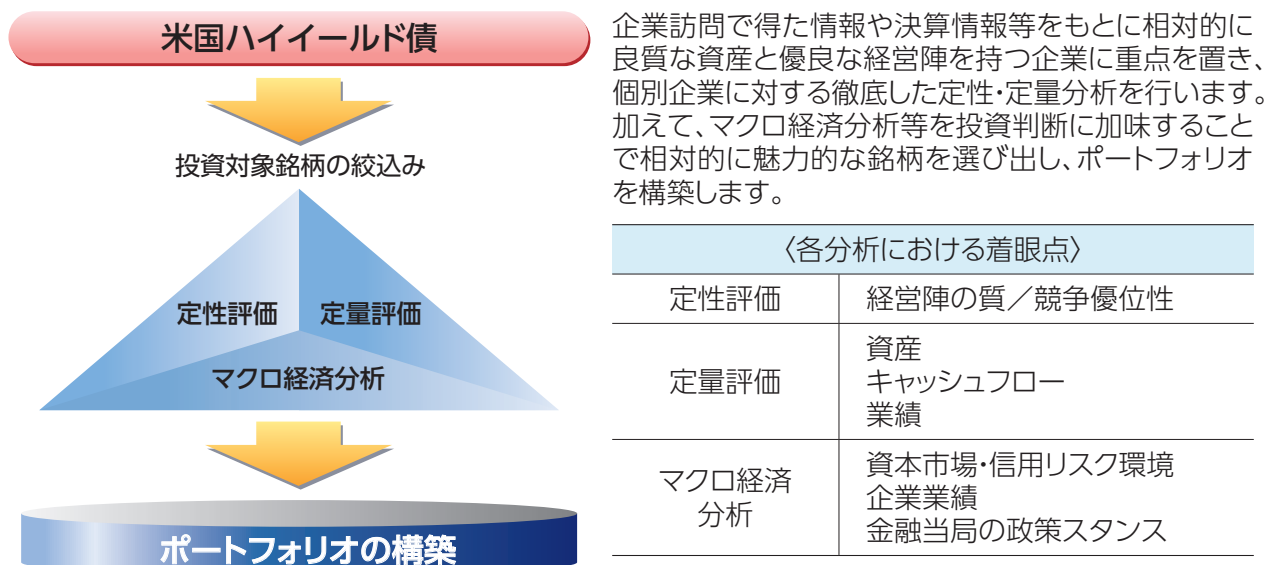 米国ハイイールド債
投資対象銘柄の絞込み
定性評価
定量評価
マクロ経済分析
ポートフォリオの構築
企業訪問で得た情報や決算情報等をもとに相対的に
良質な資産と優良な経営陣を持つ企業に重点を置き、
個別企業に対する徹底した定性・定量分析を行います。
加えて、マクロ経済分析等を投資判断に加味すること
で相対的に魅力的な銘柄を選び出し、ポートフォリオ
を構築します。
〈各分析における着眼点〉
定性評価
経営陣の質／競争優位性
定量評価
資産
キャッシュフロー
業績
マクロ経済
分析
資本市場・信用リスク環境
企業業績
金融当局の政策スタンス